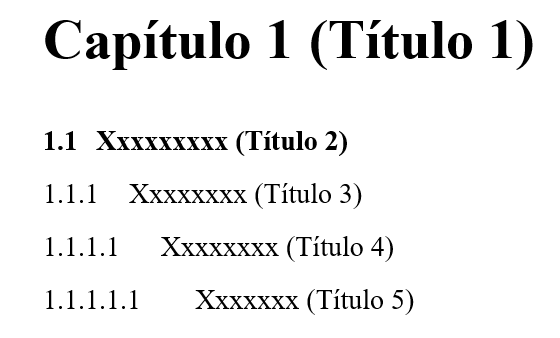 Capítulo 1 (Título 1)
1.1 Xxxxxxxxx (Título 2)
1.1.1 Xxxxxxxx (Título 3)
1.1.1.1 Xxxxxxxx (Título 4)
1.1.1.1.1 Xxxxxxx (Título 5)